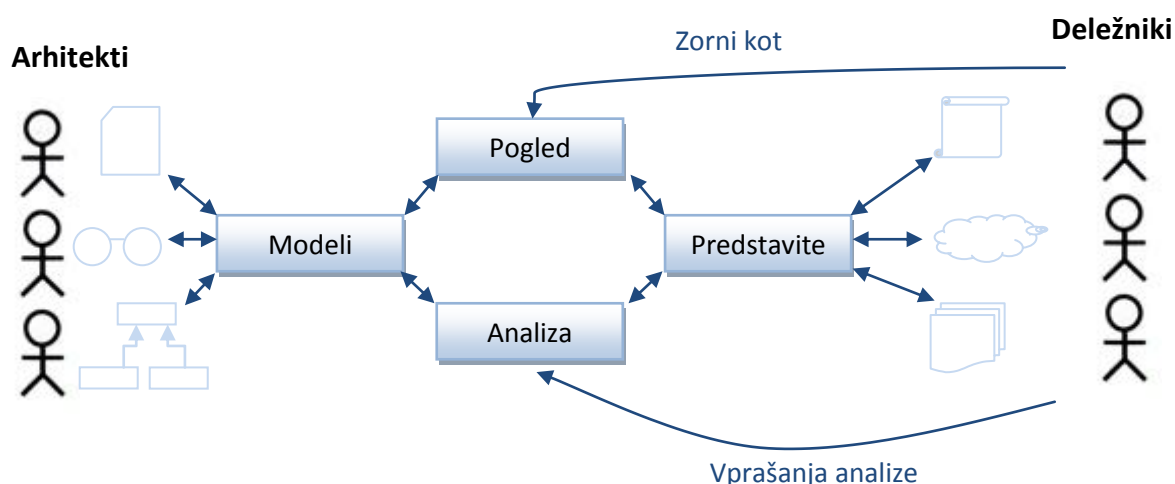 Zorni kot
Deležniki
Arhitekti
Pogled
Modeli
Predstavite
Analiza
Vprašanja analize